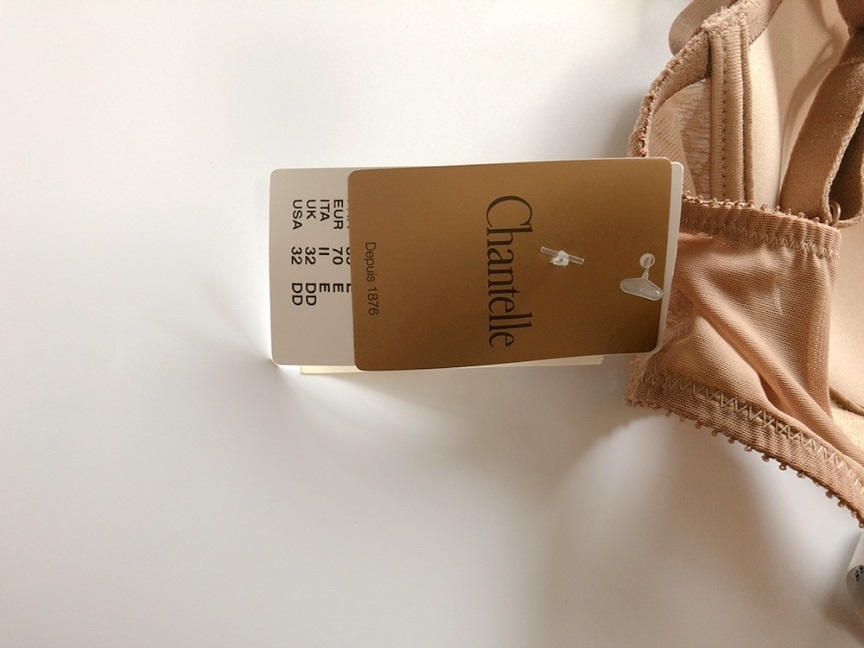 Chantelle
Depuis 1876
EUR 70 E
ITA II E
UK 32 DD
USA 32 DD